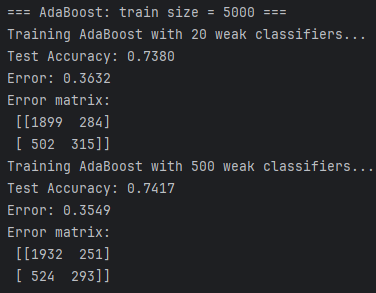 === AdaBoost: train size = 5000 ===
Training AdaBoost with 20 weak classifiers...
Test Accuracy: 0.7380
Error: 0.3632
Error matrix:
 [[1899  284]
 [ 502  315]]
Training AdaBoost with 500 weak classifiers...
Test Accuracy: 0.7417
Error: 0.3549
Error matrix:
 [[1932  251]
 [ 524  293]]